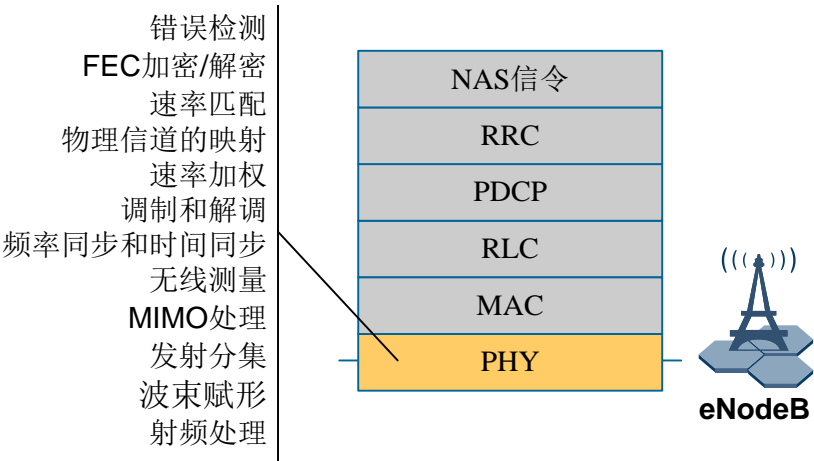 错误检测
FEC加密/解密
速率匹配
物理信道的映射
速率加权
调制和解调
频率同步和时间同步
无线测量
MIMO处理
发射分集
波束赋形
射频处理
NAS信令
RRC
PDCP
RLC
MAC
PHY
eNodeB